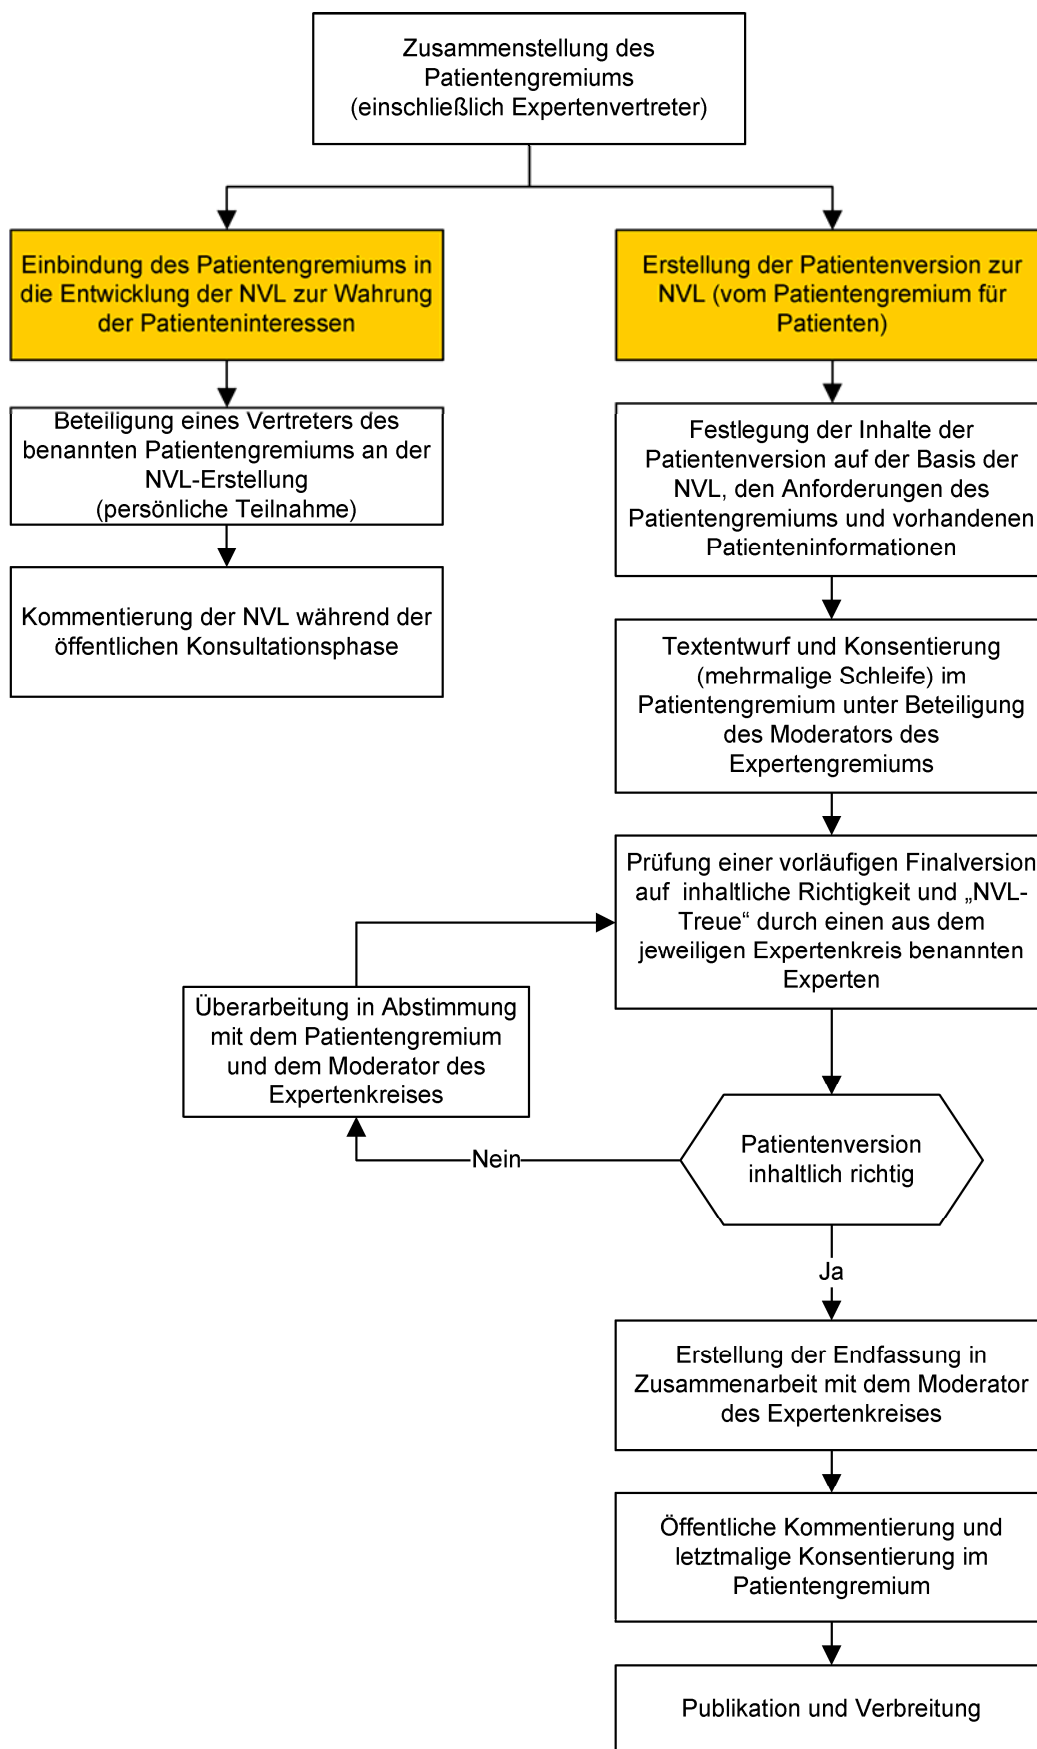 Zusammenstellung des
Patientengremiums
(einschließlich Expertenvertreter)
Einbindung des Patientengremiums in
die Entwicklung der NVL zur Wahrung
der Patienteninteressen
Beteiligung eines Vertreters des
benannten Patientengremiums an der
NVL-Erstellung
(persönliche Teilnahme)
Kommentierung der NVL während der
öffentlichen Konsultationsphase
Erstellung der Patientenversion zur
NVL (vom Patientengremium für
Patienten)
Festlegung der Inhalte der
Patientenversion auf der Basis der
NVL, den Anforderungen des
Patientengremiums und vorhandenen
Patienteninformationen
Textentwurf und Konsentierung
(mehrmalige Schleife) im
Patientengremium unter Beteiligung
des Moderators des
Expertengremiums
Prüfung einer vorläufigen Finalversion
auf inhaltliche Richtigkeit und „NVL-
Treue“ durch einen aus dem
jeweiligen Expertenkreis benannten
Experten
Überarbeitung in Abstimmung
mit dem Patientengremium
und dem Moderator des
Expertenkreises
Patientenversion
inhaltlich richtig
Nein
Ja
Erstellung der Endfassung in
Zusammenarbeit mit dem Moderator
des Expertenkreises
Öffentliche Kommentierung und
letztmalige Konsentierung im
Patientengremium
Publikation und Verbreitung